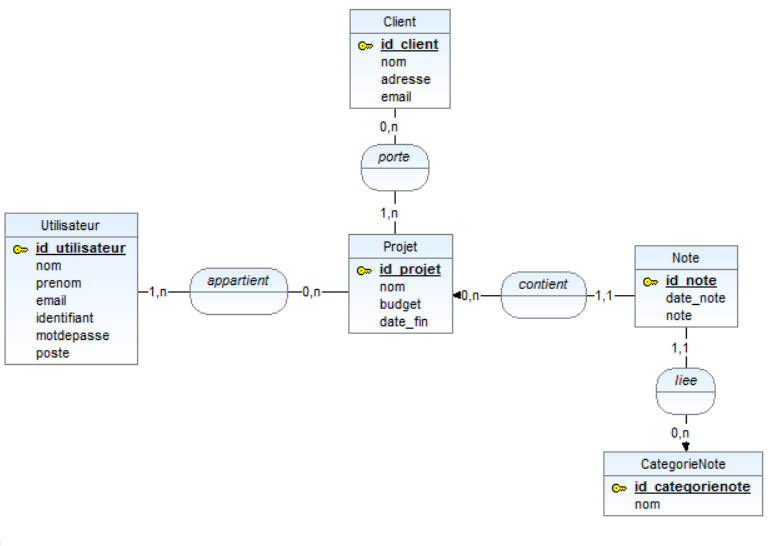 Client
id_client
nom
adresse
email
0,n
porte
1,n
Utilisateur
id_utilisateur
nom
prenom
email
identifiant
motdepasse
poste
1,n
appartient
0,n
Projet
id_projet
nom
budget
date_fin
0,n
contient
1,1
Note
id_note
date_note
note
1,1
liee
0,n
CategorieNote
id_categorienote
nom